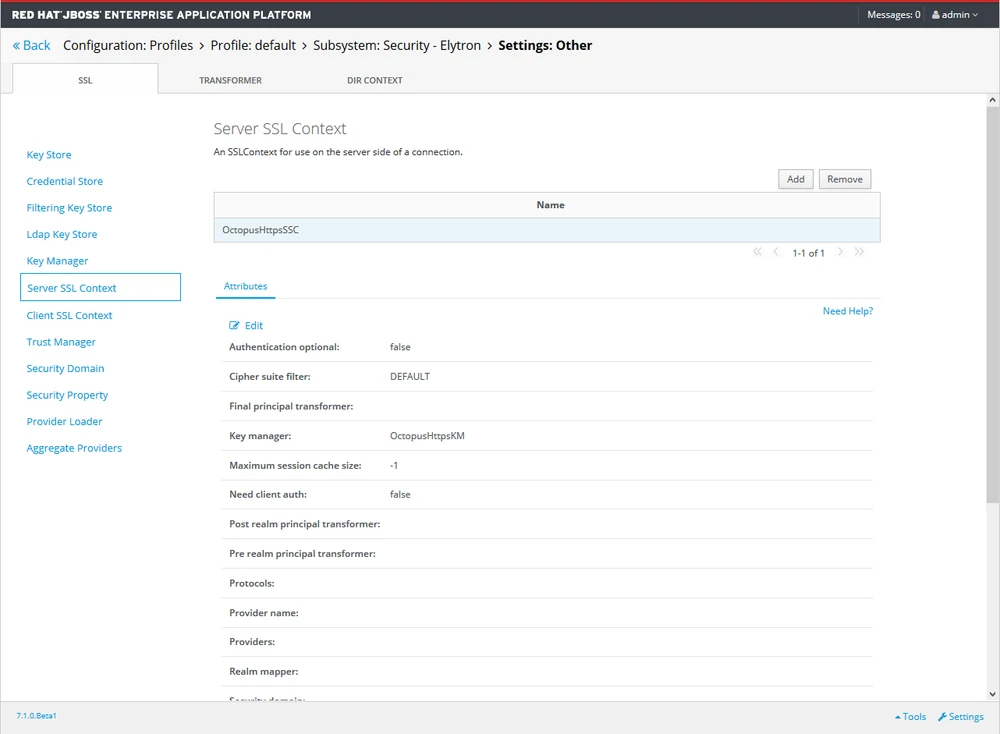 RED HAT JBOSS ENTERPRISE APPLICATION PLATFORM
Messages: 0
admin
« Back Configuration: Profiles › Profile: default › Subsystem: Security - Elytron › Settings: Other
SSL
TRANSFORMER
DIR CONTEXT
Key Store
Credential Store
Filtering Key Store
Ldap Key Store
Key Manager
Server SSL Context
Client SSL Context
Trust Manager
Security Domain
Security Property
Provider Loader
Aggregate Providers
Server SSL Context
An SSLContext for use on the server side of a connection.
Add
Remove
Name
OctopusHttpsSSC
1-1 of 1
Attributes
Need Help?
Edit
Authentication optional: false
Cipher suite filter: DEFAULT
Final principal transformer:
Key manager: OctopusHttpsKM
Maximum session cache size: -1
Need client auth: false
Post realm principal transformer:
Pre realm principal transformer:
Protocols:
Provider name:
Providers:
Realm mapper:
Security domain:
7.1.0.Beta1
Tools
Settings